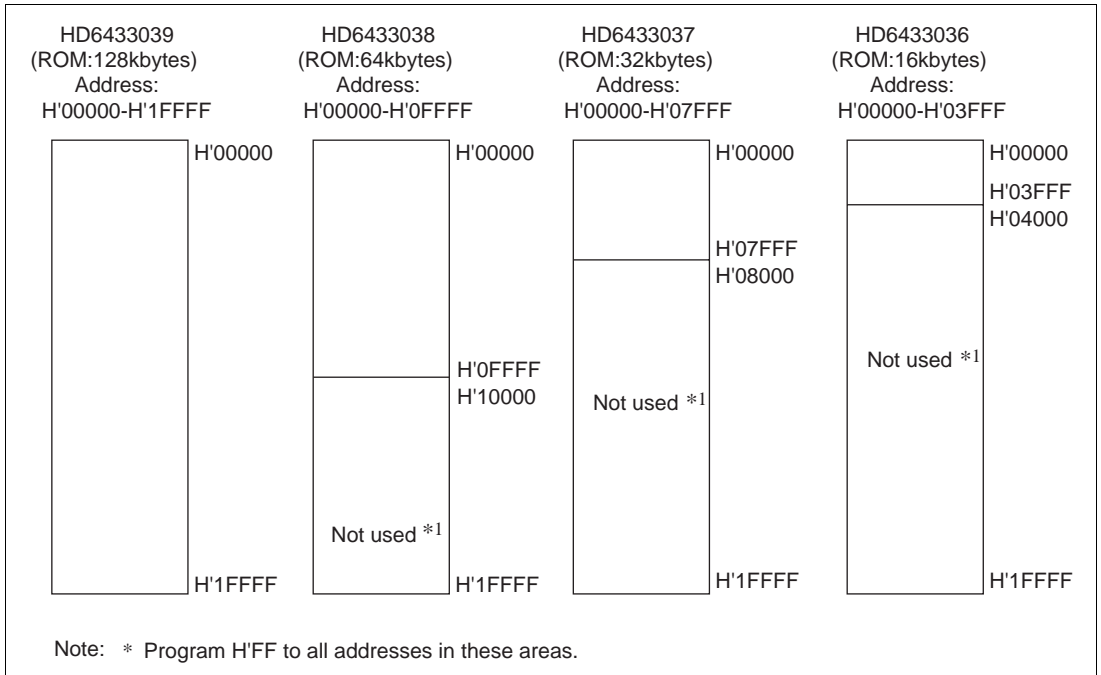 HD6433039
(ROM:128kbytes)
Address:
H'00000-H'1FFFF
H'00000
H'1FFFF
HD6433038
(ROM:64kbytes)
Address:
H'00000-H'0FFFF
H'00000
H'0FFFF
H'10000
Not used *1
H'1FFFF
HD6433037
(ROM:32kbytes)
Address:
H'00000-H'07FFF
H'00000
H'07FFF
H'08000
Not used *1
H'1FFFF
HD6433036
(ROM:16kbytes)
Address:
H'00000-H'03FFF
H'00000
H'03FFF
H'04000
Not used *1
H'1FFFF
Note: * Program H'FF to all addresses in these areas.